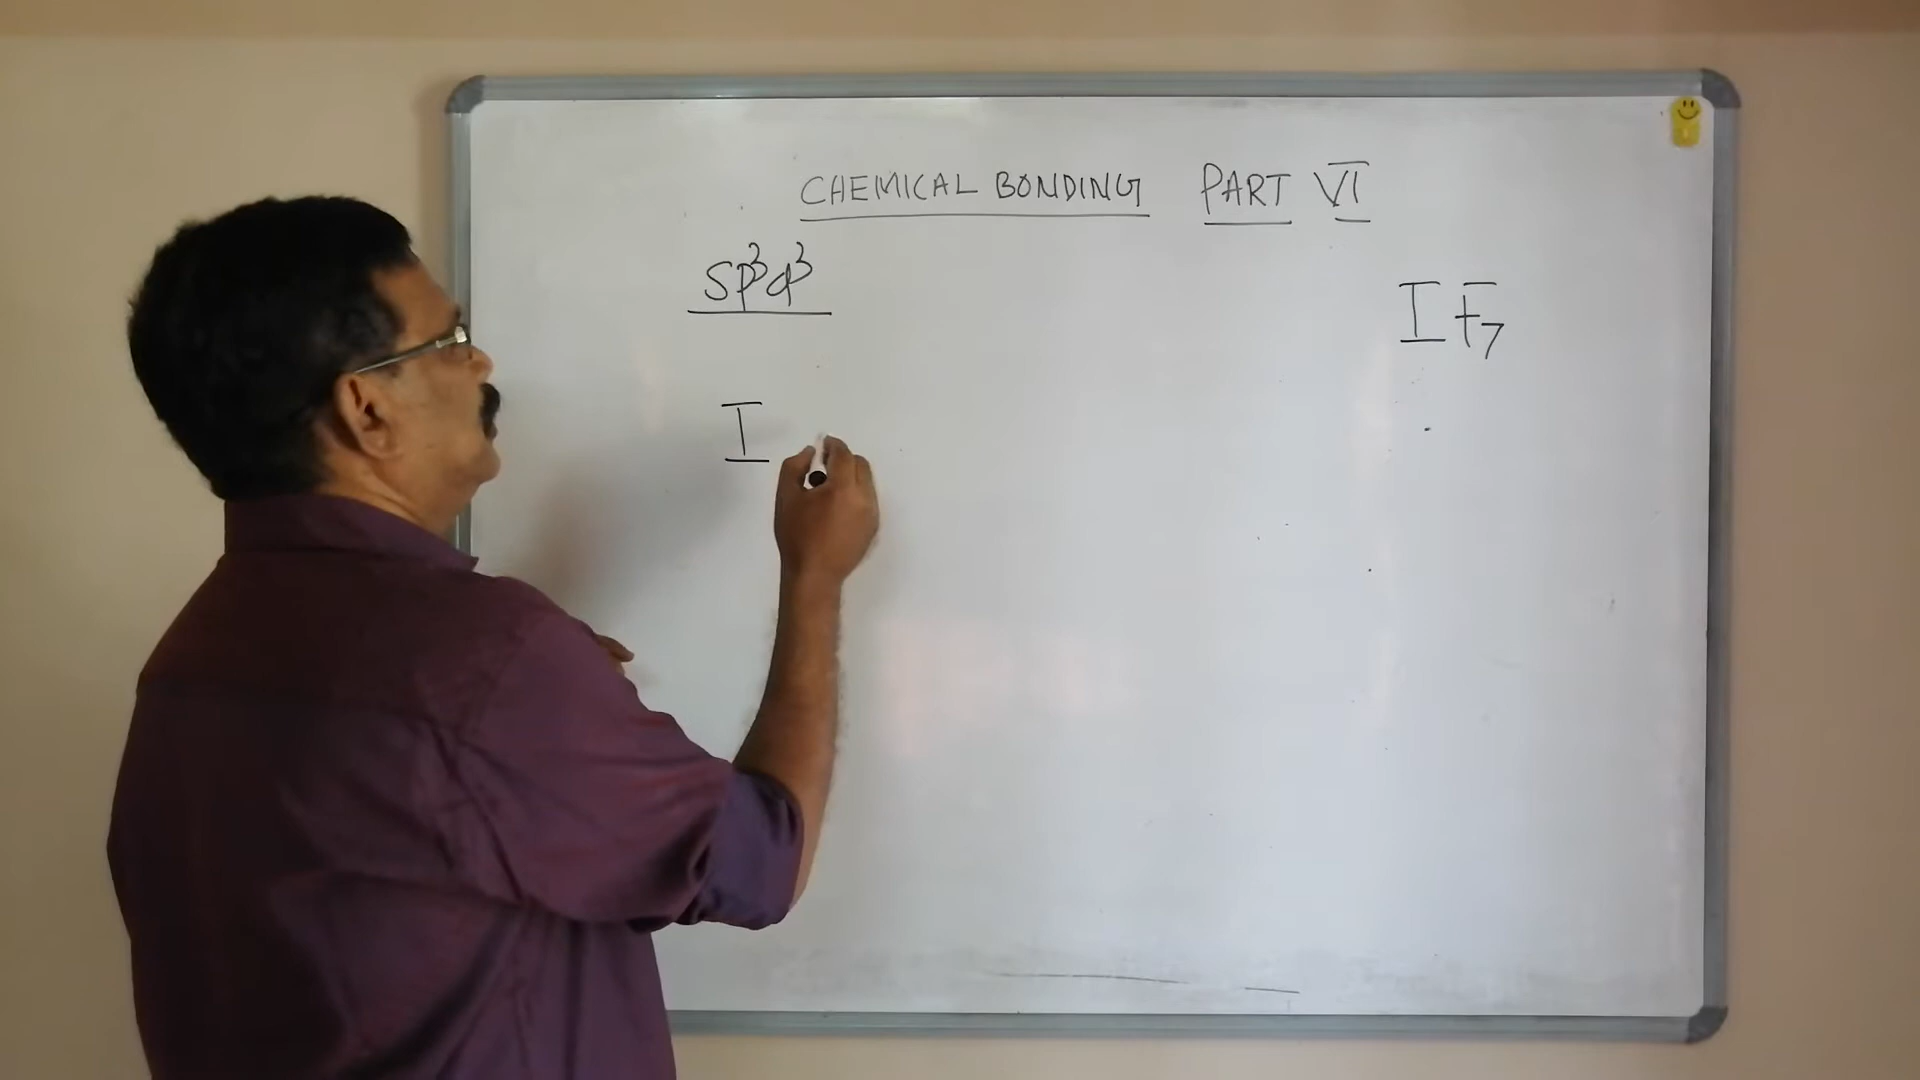 CHEMICAL BONDING PART VI
SP³d³
IF₇
I